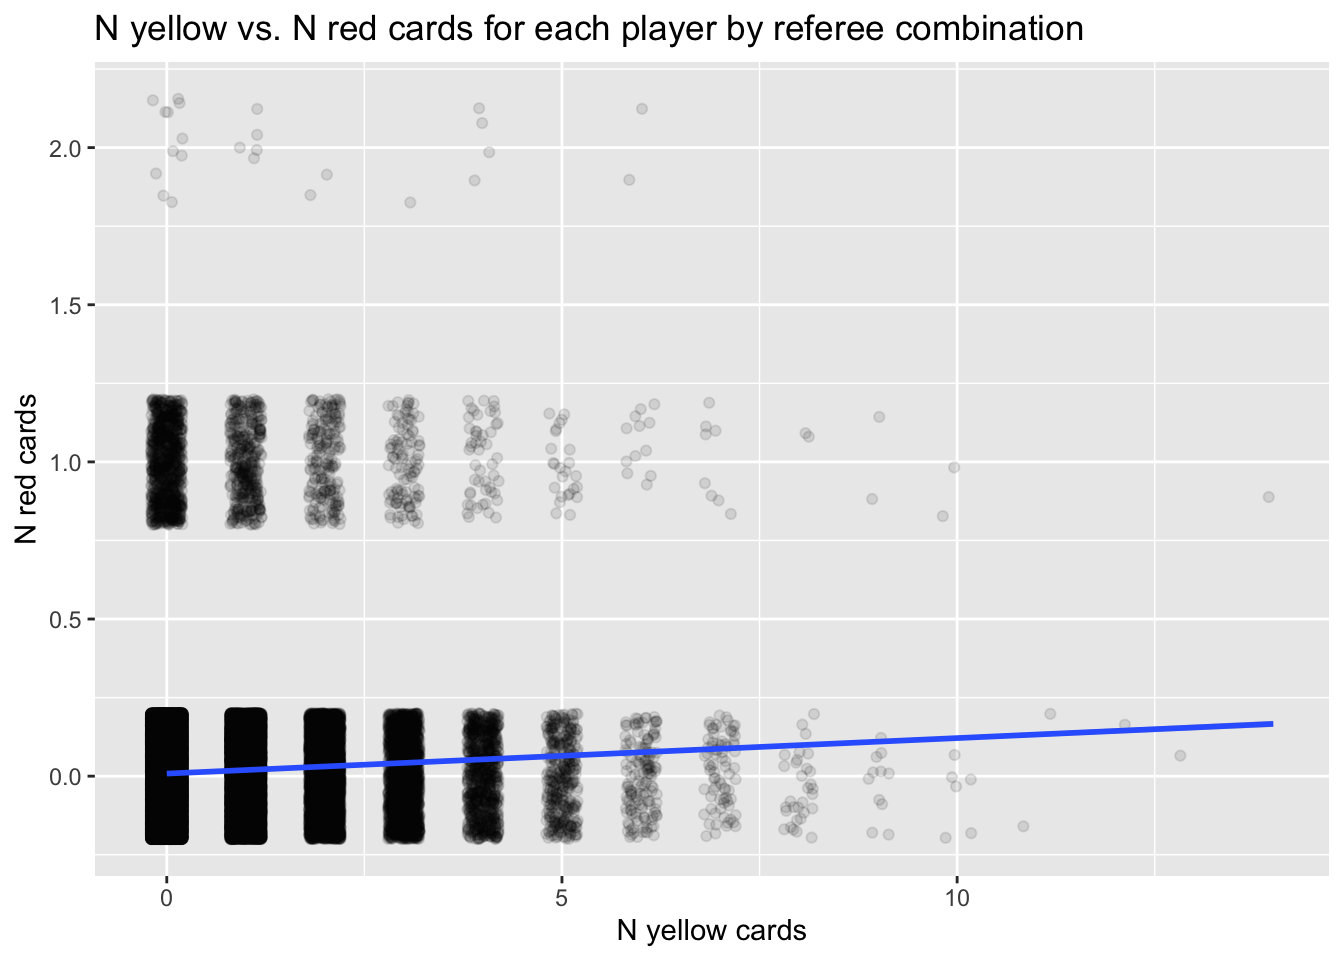 N yellow vs. N red cards for each player by referee combination
2.0
1.5
1.0
0.5
0.0
N red cards
0 5 10
N yellow cards